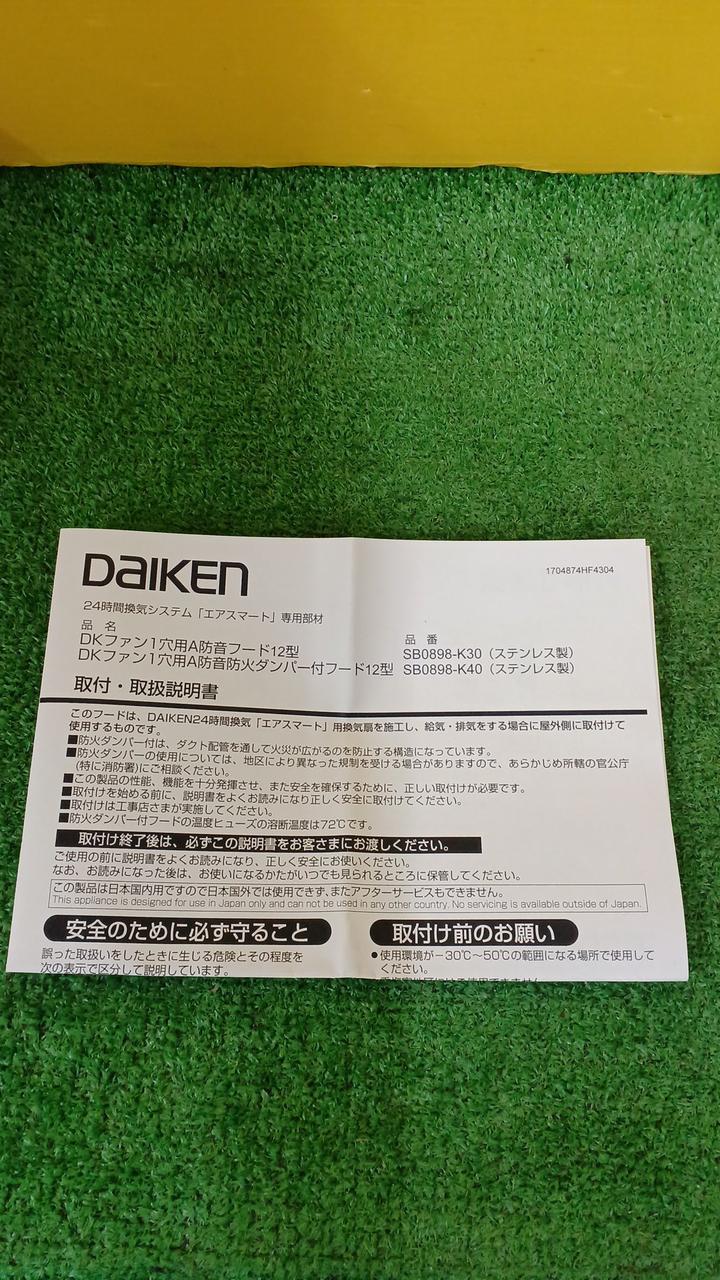 DAIKEN
1704874HF4304
24時間換気システム「エアスマート」専用部材
品 名
品 番
DKファン1穴用A防音フード12型 SB0898-K30（ステンレス製）
DKファン1穴用A防音防火ダンパー付フード12型 SB0898-K40（ステンレス製）
取付・取扱説明書
このフードは、DAIKEN24時間換気「エアスマート」用換気扇を施工し、給気・排気をする場合に屋外側に取付けて
使用するものです。
■防火ダンパー付は、ダクト配管を通して火災が広がるのを防止する構造になっています。
■防火ダンパーの使用については、地区により異なった規制を受ける場合がありますので、あらかじめ所轄の官公庁
(特に消防署)にご相談ください。
■この製品の性能、機能を十分発揮させ、また安全を確保するために、正しい取付けが必要です。
■取付けを始める前に、説明書をよくお読みになり正しく安全に取付けてください。
■取付けは工事店さまが実施してください。
■防火ダンパー付フードの温度ヒューズの溶断温度は72℃です。
取付け終了後は、必ずこの説明書をお客さまにお渡しください。
ご使用の前に説明書をよくお読みになり、正しく安全にお使いください。
なお、お読みになった後は、お使いになるかたがいつでも見られるところに保管してください。
この製品は日本国内用ですので日本国外では使用できず、またアフターサービスもできません。
This appliance is designed for use in Japan only and can not be used in any other country. No servicing is available outside of Japan.
安全のために必ず守ること
誤った取扱いをしたときに生じる危険とその程度を
次の表示で区分して説明しています。
取付け前のお願い
●使用環境が－30℃～50℃の範囲になる場所で使用して
ください。